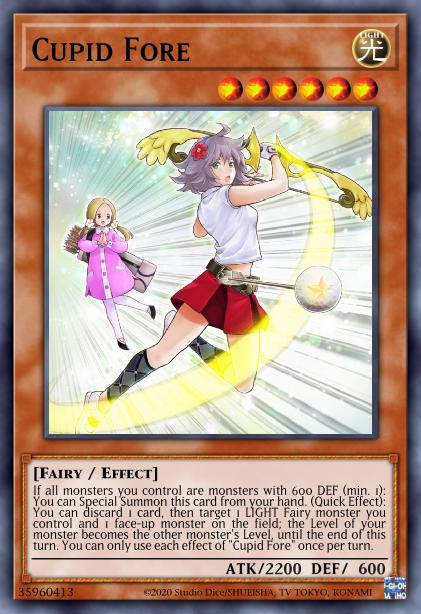 CUPID FORE
LIGHT
光
[FAIRY / EFFECT]
If all monsters you control are monsters with 600 DEF (min. 1):
You can Special Summon this card from your hand. (Quick Effect):
You can discard 1 card, then target 1 LIGHT Fairy monster you
control and 1 face-up monster on the field; the Level of your
monster becomes the other monster's Level, until the end of this
turn. You can only use each effect of "Cupid Fore" once per turn.
ATK/2200 DEF/ 600
35960413 ©2020 Studio Dice/SHUEISHA, TV TOKYO, KONAMI